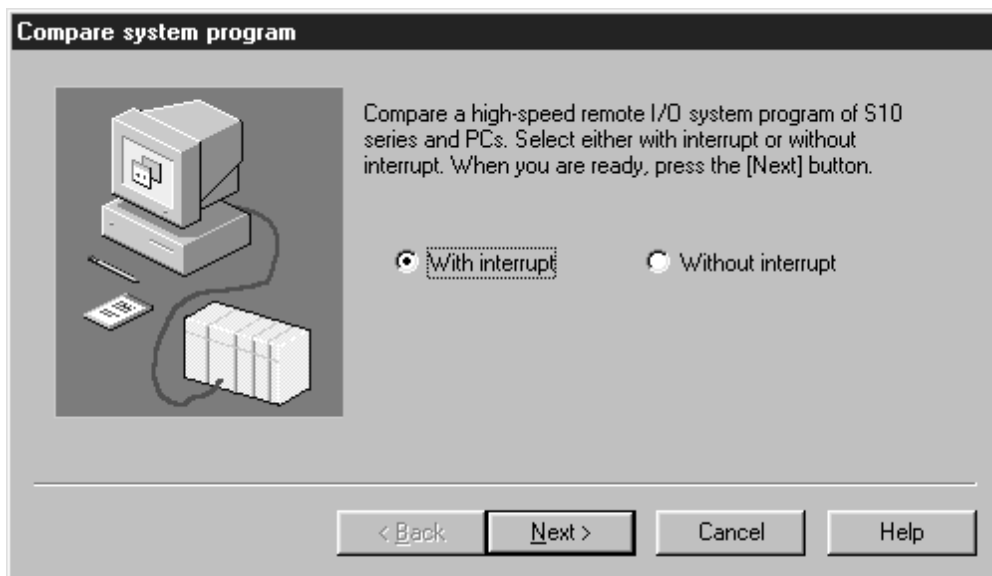 Compare system program
Compare a high-speed remote I/O system program of S10
series and PCs. Select either with interrupt or without
interrupt. When you are ready, press the [Next] button.
With interrupt
Without interrupt
< Back
Next >
Cancel
Help